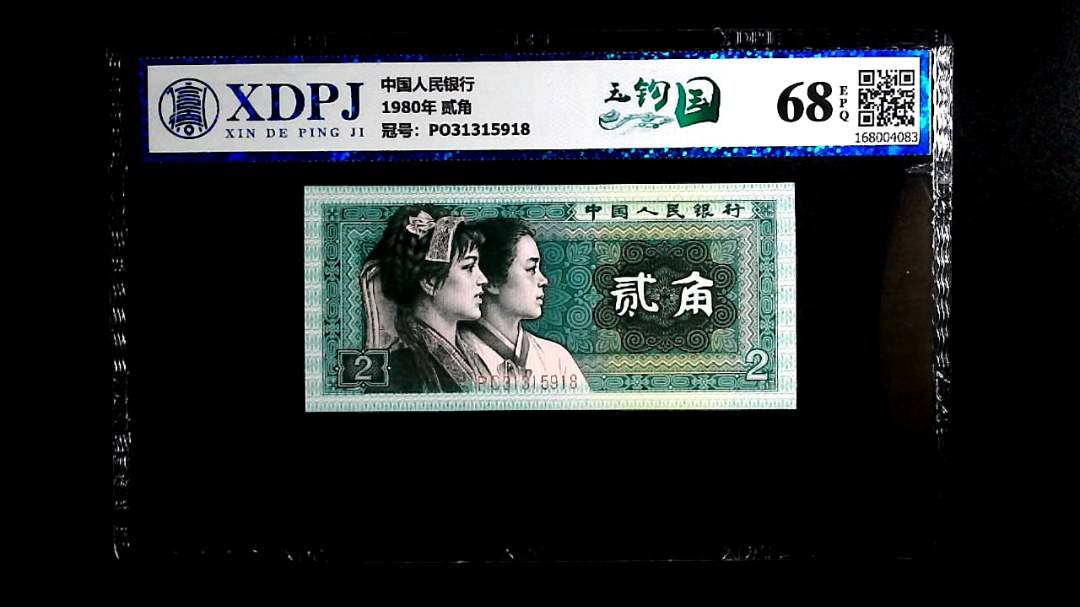 XDPJ
XIN DE PING JI
中国人民银行
1980年 贰角
冠号：PO31315918
玉钩国
68
EPQ
168004083
中国人民银行
贰角
2
2
PO31315918